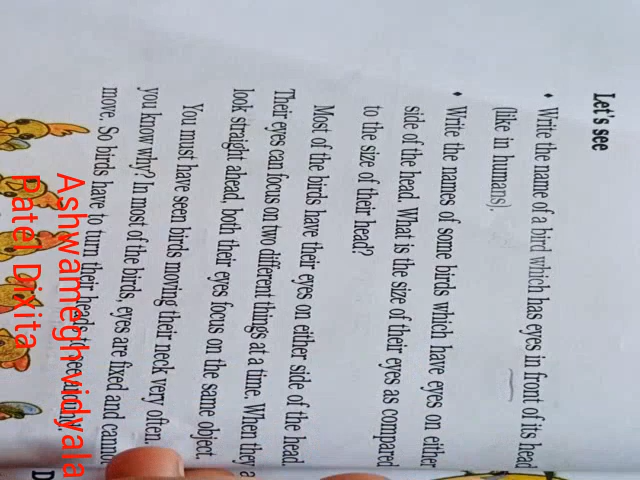 Let's see
• Write the name of a bird which has eyes in front of its head
(like in humans).
• Write the names of some birds which have eyes on either
side of the head. What is the size of their eyes as compared
to the size of their head?
Most of the birds have their eyes on either side of the head.
Their eyes can focus on two different things at a time. When they
look straight ahead, both their eyes focus on the same object.
You must have seen birds moving their neck very often.
you know why? In most of the birds, eyes are fixed and canno
move. So birds have to turn their heads to see around.
Ashwamegh vidyala
Patel Dixita